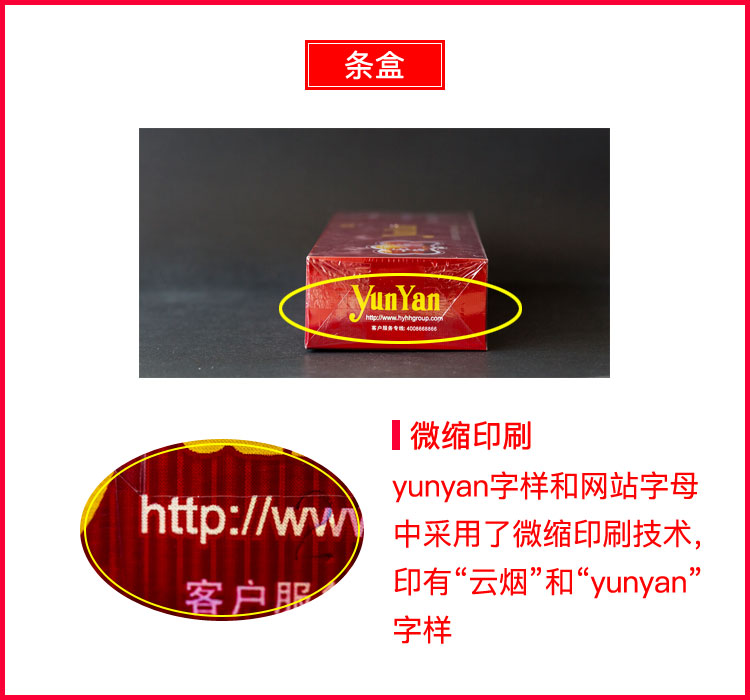 条盒
YunYan
http://www.hyhhgroup.com
客户服务专线: 4008666666
微缩印刷
http://www
客户服
yunyan字样和网站字母
中采用了微缩印刷技术,
印有“云烟”和“yunyan”
字样